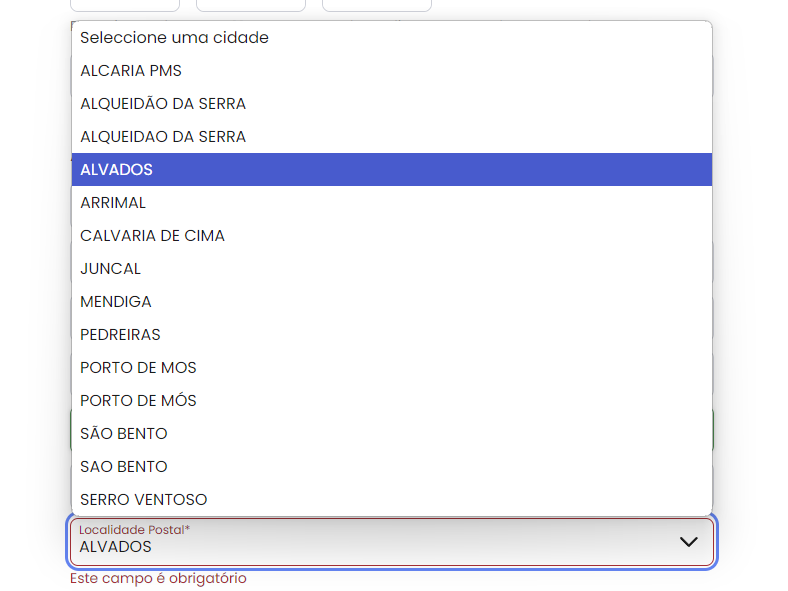 Seleccione uma cidade
ALCARIA PMS
ALQUEIDÃO DA SERRA
ALQUEIDAO DA SERRA
ALVADOS
ARRIMAL
CALVARIA DE CIMA
JUNCAL
MENDIGA
PEDREIRAS
PORTO DE MOS
PORTO DE MÓS
SÃO BENTO
SAO BENTO
SERRO VENTOSO
Localidade Postal*
ALVADOS
Este campo é obrigatório